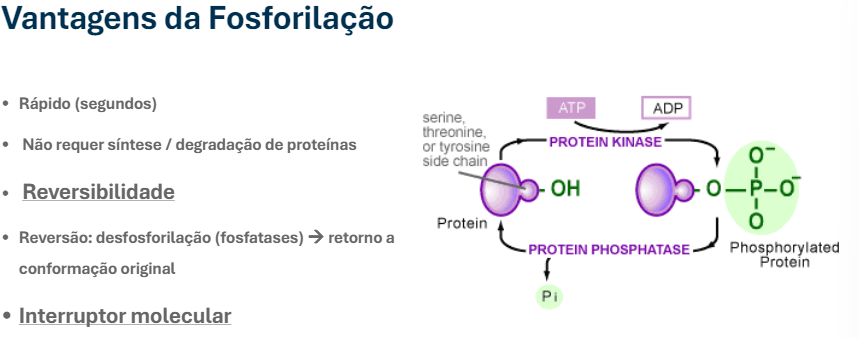 Vantagens da Fosforilação
• Rápido (segundos)
• Não requer síntese / degradação de proteínas
• Reversibilidade
• Reversão: desfosforilação (fosfatases) → retorno a
conformação original
• Interruptor molecular
ATP
ADP
serine,
threonine,
or tyrosine
side chain
PROTEIN KINASE
OH
Protein
O
O⁻
P
O⁻
O
PROTEIN PHOSPHATASE
Phosphorylated
Protein
Pi